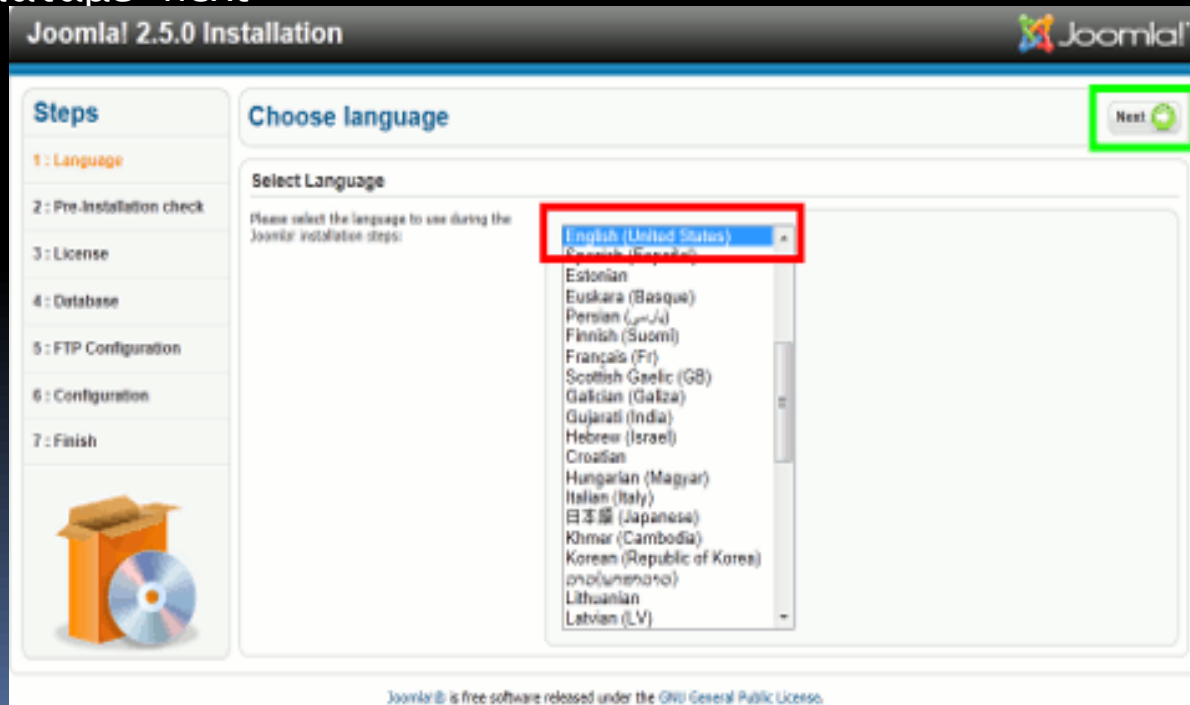 Joomla! 2.5.0 Installation
Joomla!
Steps
Choose language
Next
1 : Language
Select Language
2 : Pre-Installation check
Please select the language to use during the
Joomla! installation steps:
3 : License
4 : Database
5 : FTP Configuration
6 : Configuration
7 : Finish
English (United States)
Spanish (Español)
Estonian
Euskara (Basque)
Persian (پارسی)
Finnish (Suomi)
Français (Fr)
Scottish Gaelic (GB)
Galician (Galiza)
Gujarati (India)
Hebrew (Israel)
Croatian
Hungarian (Magyar)
Italian (Italy)
日本語 (Japanese)
Khmer (Cambodia)
Korean (Republic of Korea)
Lithuanian
Latvian (LV)
Joomla!® is free software released under the GNU General Public License.